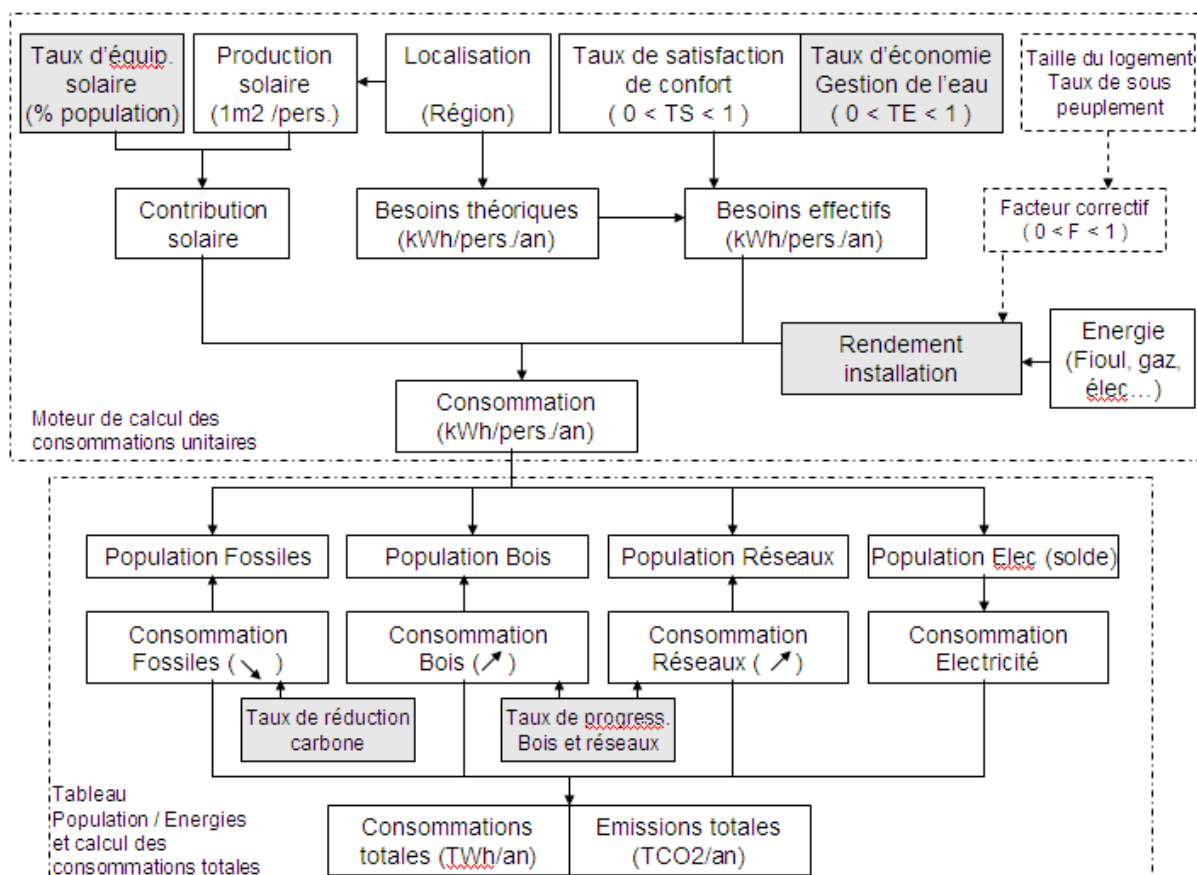 Taux d'équip.
solaire
(% population)
Production
solaire
(1m2 /pers.)
Localisation
(Région)
Taux de satisfaction
de confort
( 0 < TS < 1 )
Taux d'économie
Gestion de l'eau
( 0 < TE < 1 )
Taille du logement
Taux de sous
peuplement
Contribution
solaire
Besoins théoriques
(kWh/pers./an)
Besoins effectifs
(kWh/pers./an)
Facteur correctif
( 0 < F < 1 )
Rendement
installation
Energie
(Fioul, gaz,
élec…)
Consommation
(kWh/pers./an)
Moteur de calcul des
consommations unitaires
Population Fossiles
Population Bois
Population Réseaux
Population Elec (solde)
Consommation
Fossiles ( ↘ )
Consommation
Bois (↗)
Consommation
Réseaux ( ↗ )
Consommation
Electricité
Taux de réduction
carbone
Taux de progress.
Bois et réseaux
Tableau
Population / Energies
et calcul des
consommations totales
Consommations
totales (TWh/an)
Emissions totales
(TCO2/an)